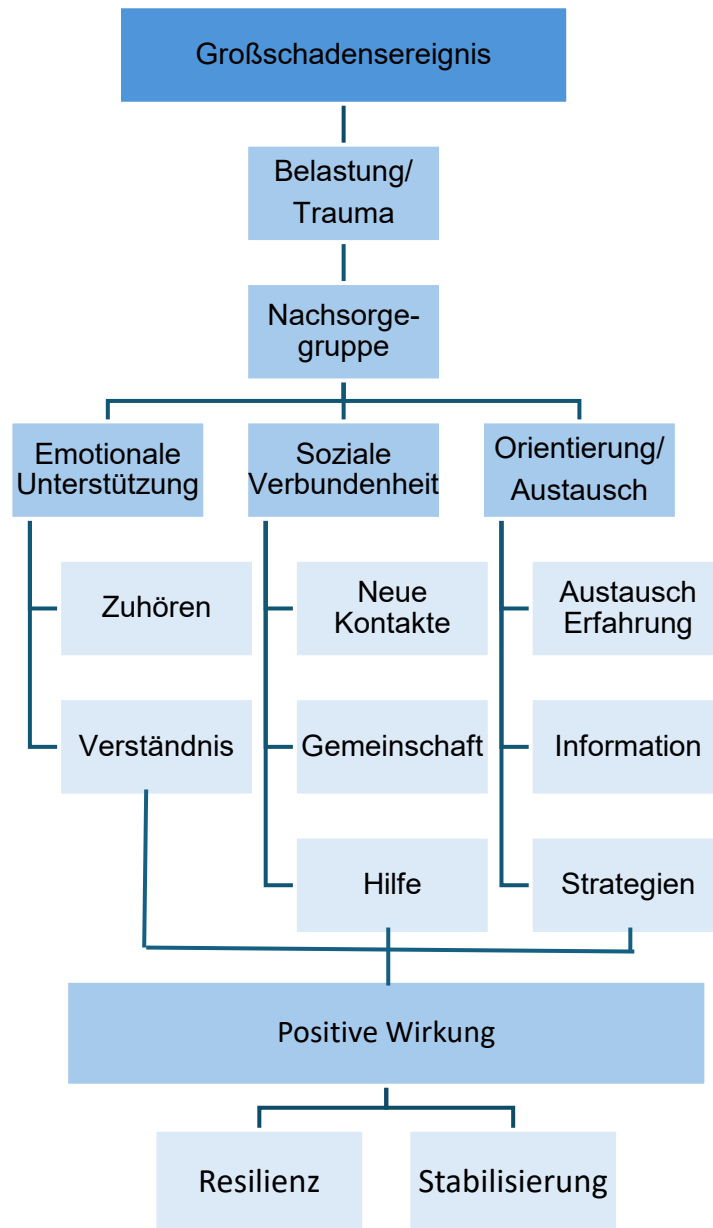 Großschadensereignis
Belastung/
Trauma
Nachsorge-
gruppe
Emotionale
Unterstützung
Soziale
Verbundenheit
Orientierung/
Austausch
Zuhören
Neue
Kontakte
Austausch
Erfahrung
Verständnis
Gemeinschaft
Information
Hilfe
Strategien
Positive Wirkung
Resilienz
Stabilisierung